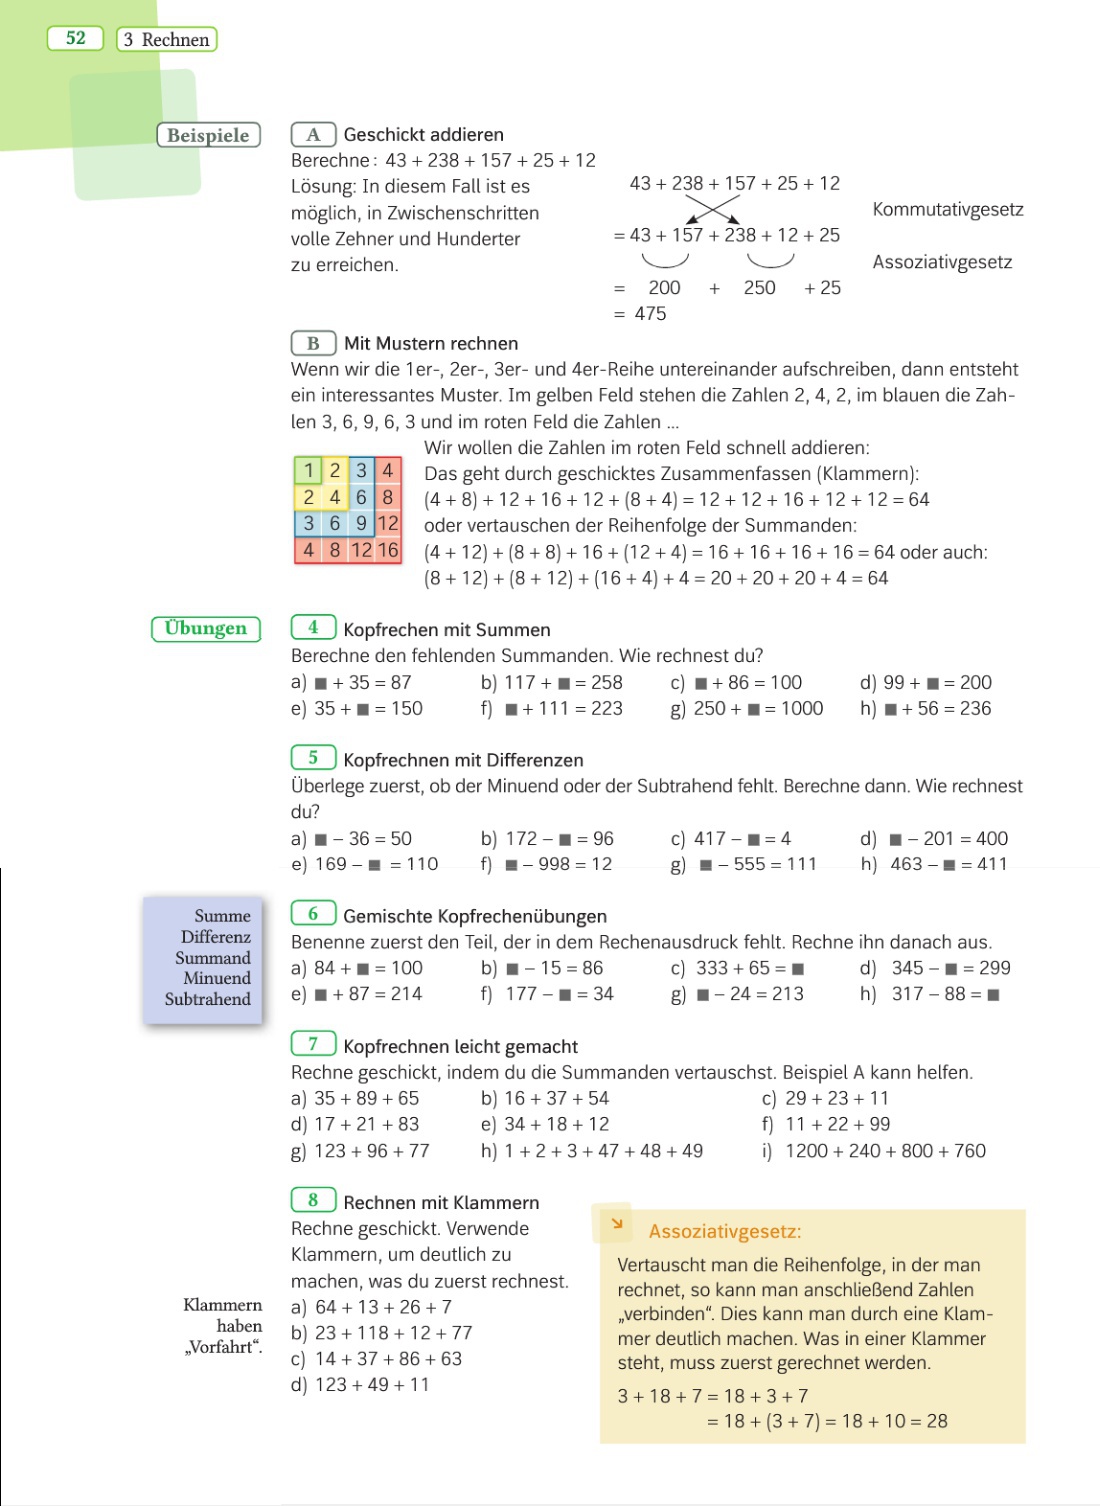 52
3 Rechnen
Beispiele
A Geschickt addieren
Berechne: 43 + 238 + 157 + 25 + 12
Lösung: In diesem Fall ist es
möglich, in Zwischenschritten
volle Zehner und Hunderter
zu erreichen.
43 + 238 + 157 + 25 + 12
Kommutativgesetz
= 43 + 157 + 238 + 12 + 25
Assoziativgesetz
= 200 + 250 + 25
= 475
B Mit Mustern rechnen
Wenn wir die 1er-, 2er-, 3er- und 4er-Reihe untereinander aufschreiben, dann entsteht
ein interessantes Muster. Im gelben Feld stehen die Zahlen 2, 4, 2, im blauen die Zah-
len 3, 6, 9, 6, 3 und im roten Feld die Zahlen ...
1 2 3 4
2 4 6 8
3 6 9 12
4 8 12 16
Wir wollen die Zahlen im roten Feld schnell addieren:
Das geht durch geschicktes Zusammenfassen (Klammern):
(4 + 8) + 12 + 16 + 12 + (8 + 4) = 12 + 12 + 16 + 12 + 12 = 64
oder vertauschen der Reihenfolge der Summanden:
(4 + 12) + (8 + 8) + 16 + (12 + 4) = 16 + 16 + 16 + 16 = 64 oder auch:
(8 + 12) + (8 + 12) + (16 + 4) + 4 = 20 + 20 + 20 + 4 = 64
Übungen
4 Kopfrechen mit Summen
Berechne den fehlenden Summanden. Wie rechnest du?
a) ■ + 35 = 87 b) 117 + ■ = 258 c) ■ + 86 = 100 d) 99 + ■ = 200
e) 35 + ■ = 150 f) ■ + 111 = 223 g) 250 + ■ = 1000 h) ■ + 56 = 236
5 Kopfrechnen mit Differenzen
Überlege zuerst, ob der Minuend oder der Subtrahend fehlt. Berechne dann. Wie rechnest
du?
a) ■ – 36 = 50 b) 172 – ■ = 96 c) 417 – ■ = 4 d) ■ – 201 = 400
e) 169 – ■ = 110 f) ■ – 998 = 12 g) ■ – 555 = 111 h) 463 – ■ = 411
Summe
Differenz
Summand
Minuend
Subtrahend
6 Gemischte Kopfrechenübungen
Benenne zuerst den Teil, der in dem Rechenausdruck fehlt. Rechne ihn danach aus.
a) 84 + ■ = 100 b) ■ – 15 = 86 c) 333 + 65 = ■ d) 345 – ■ = 299
e) ■ + 87 = 214 f) 177 – ■ = 34 g) ■ – 24 = 213 h) 317 – 88 = ■
7 Kopfrechnen leicht gemacht
Rechne geschickt, indem du die Summanden vertauschst. Beispiel A kann helfen.
a) 35 + 89 + 65 b) 16 + 37 + 54 c) 29 + 23 + 11
d) 17 + 21 + 83 e) 34 + 18 + 12 f) 11 + 22 + 99
g) 123 + 96 + 77 h) 1 + 2 + 3 + 47 + 48 + 49 i) 1200 + 240 + 800 + 760
8 Rechnen mit Klammern
Rechne geschickt. Verwende
Klammern, um deutlich zu
machen, was du zuerst rechnest.
a) 64 + 13 + 26 + 7
b) 23 + 118 + 12 + 77
c) 14 + 37 + 86 + 63
d) 123 + 49 + 11
Klammern
haben
„Vorfahrt“.
Assoziativgesetz:
Vertauscht man die Reihenfolge, in der man
rechnet, so kann man anschließend Zahlen
„verbinden“. Dies kann man durch eine Klam-
mer deutlich machen. Was in einer Klammer
steht, muss zuerst gerechnet werden.
3 + 18 + 7 = 18 + 3 + 7
= 18 + (3 + 7) = 18 + 10 = 28